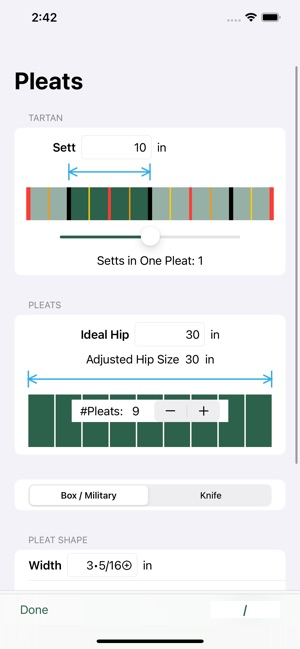 2:42
Pleats
TARTAN
Sett 10 in
Setts in One Pleat: 1
PLEATS
Ideal Hip 30 in
Adjusted Hip Size 30 in
#Pleats: 9 − +
Box / Military Knife
PLEAT SHAPE
Width 3•5/16⊕ in
Done /